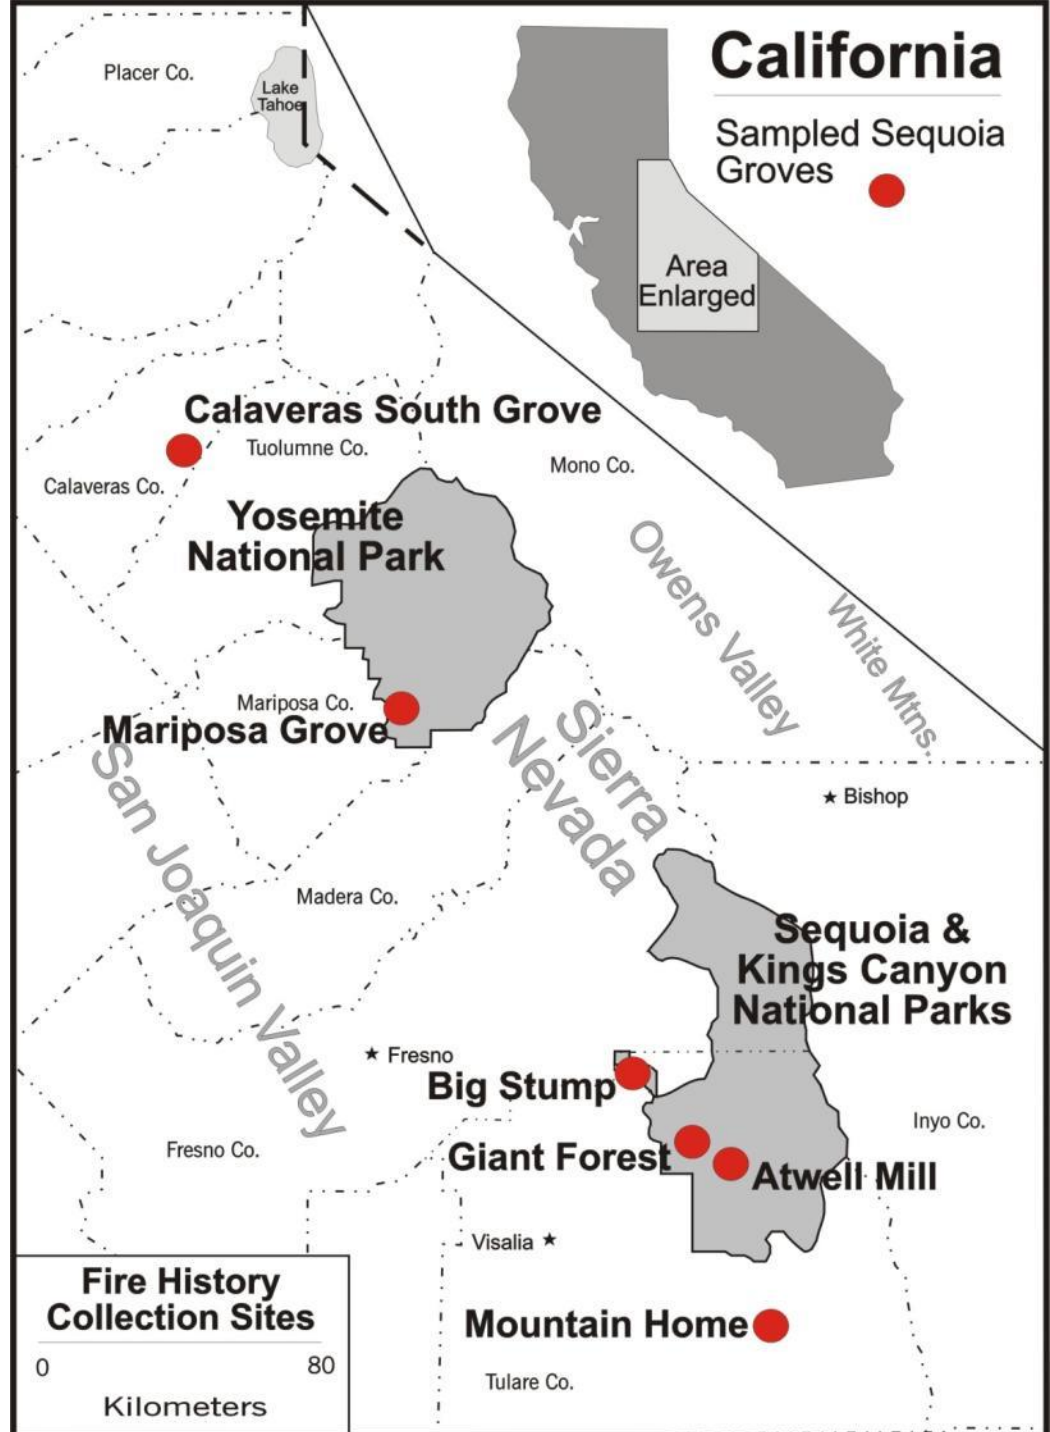 California
Sampled Sequoia
Groves
Area
Enlarged
Placer Co.
Lake
Tahoe
Calaveras South Grove
Tuolumne Co.
Mono Co.
Calaveras Co.
Yosemite
National Park
Owens Valley
White Mtns.
Mariposa Co.
Mariposa Grove
Sierra
Nevada
San Joaquin Valley
Bishop
Madera Co.
Sequoia &
Kings Canyon
National Parks
Fresno
Big Stump
Inyo Co.
Fresno Co.
Giant Forest
Atwell Mill
Visalia
Mountain Home
Tulare Co.
Fire History
Collection Sites
0 80
Kilometers